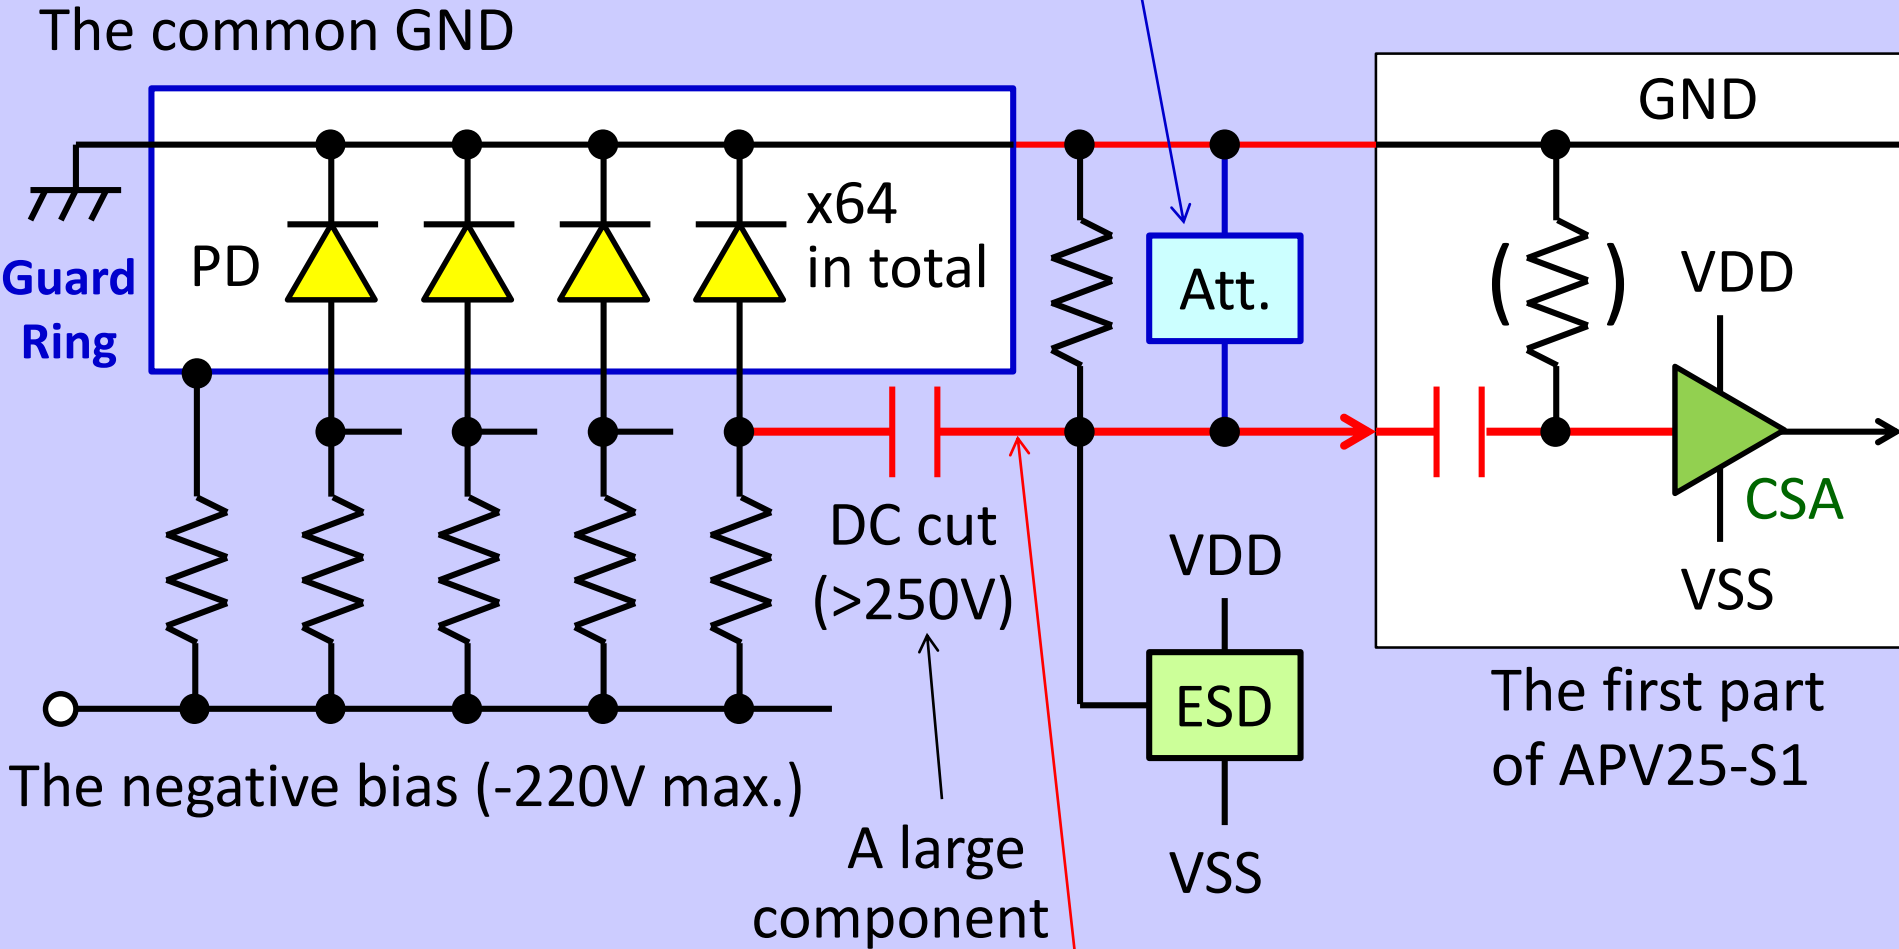 The common GND
GND
x64
in total
PD
Guard
Ring
Att.
(
)
VDD
CSA
VSS
DC cut
(>250V)
VDD
ESD
VSS
The first part
of APV25-S1
The negative bias (-220V max.)
A large
component